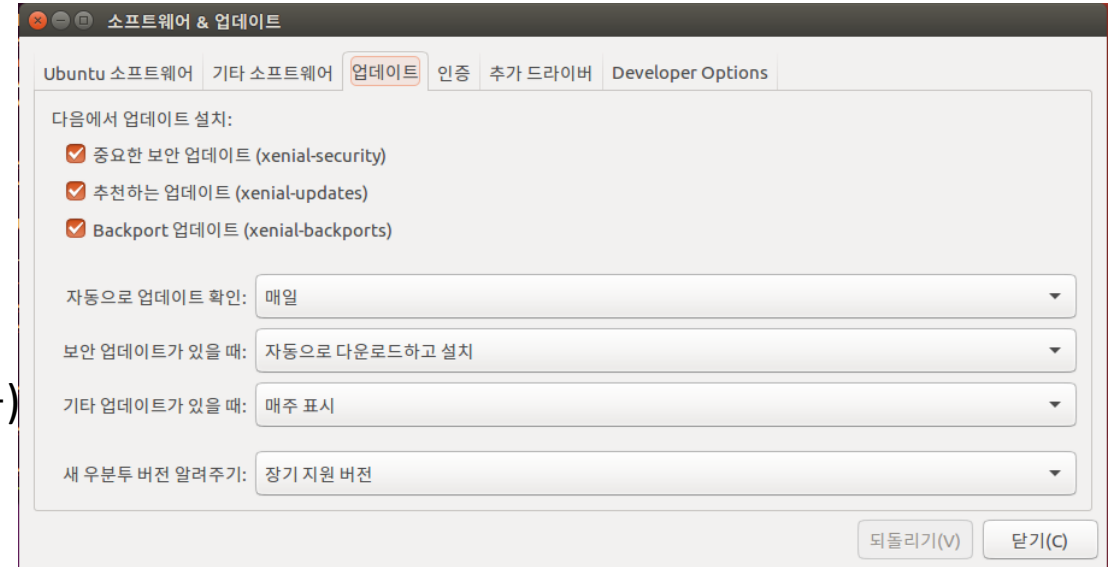 소프트웨어 & 업데이트
Ubuntu 소프트웨어 기타 소프트웨어 업데이트 인증 추가 드라이버 Developer Options
다음에서 업데이트 설치:
중요한 보안 업데이트 (xenial-security)
추천하는 업데이트 (xenial-updates)
Backport 업데이트 (xenial-backports)
자동으로 업데이트 확인: 매일
보안 업데이트가 있을 때: 자동으로 다운로드하고 설치
)
기타 업데이트가 있을 때: 매주 표시
새 우분투 버전 알려주기: 장기 지원 버전
되돌리기(V) 닫기(C)